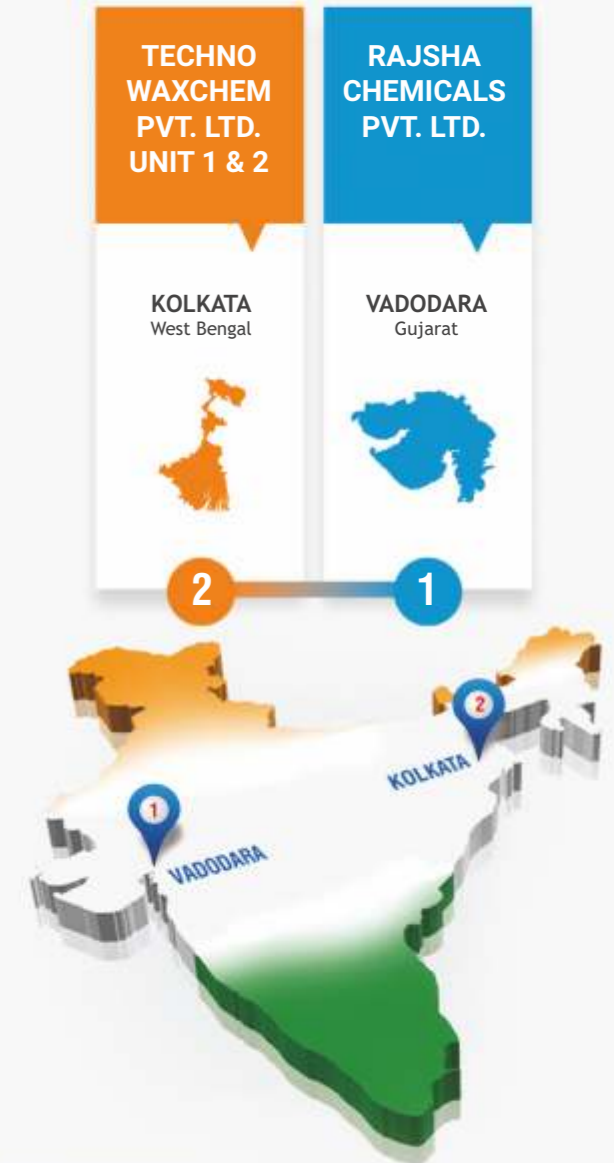 TECHNO
WAXCHEM
PVT. LTD.
UNIT 1 & 2
KOLKATA
West Bengal
2
RAJSHA
CHEMICALS
PVT. LTD.
VADODARA
Gujarat
1
2
KOLKATA
1
VADODARA